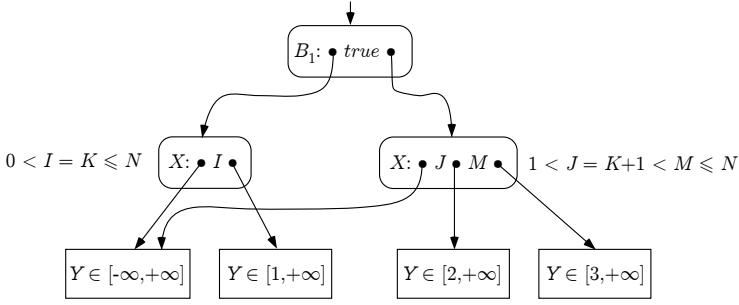 B₁: • true •
0 < I = K ⩽ N
X: • I •
X: • J • M •
1 < J = K+1 < M ⩽ N
Y ∈ [-∞,+∞]
Y ∈ [1,+∞]
Y ∈ [2,+∞]
Y ∈ [3,+∞]